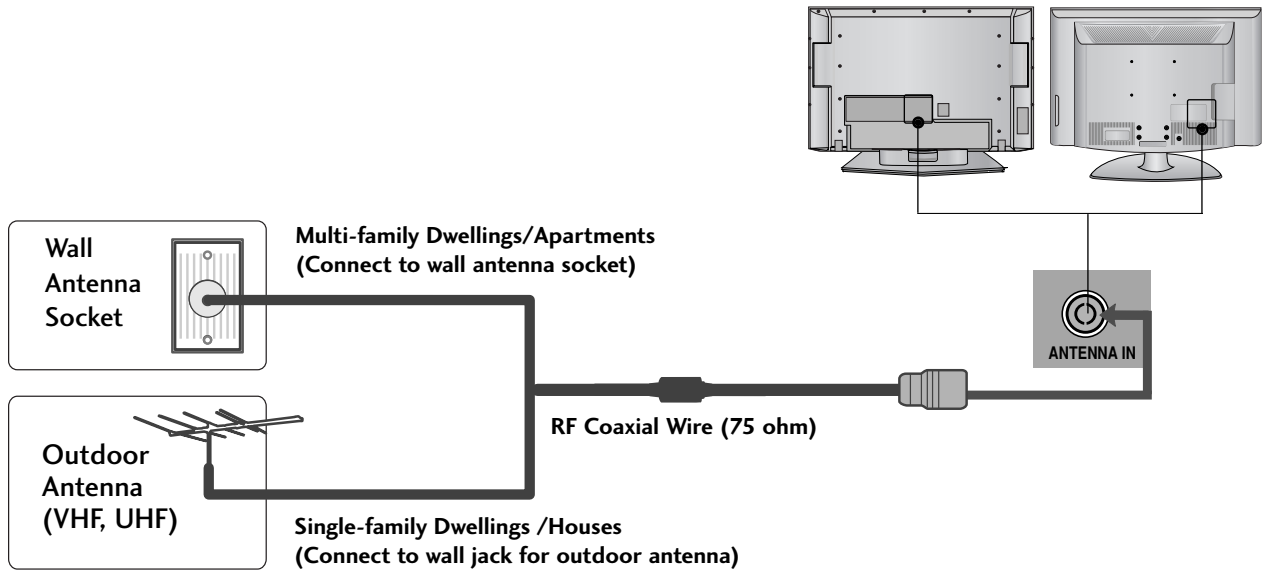 Wall
Antenna
Socket
Multi-family Dwellings/Apartments
(Connect to wall antenna socket)
ANTENNA IN
RF Coaxial Wire (75 ohm)
Outdoor
Antenna
(VHF, UHF)
Single-family Dwellings /Houses
(Connect to wall jack for outdoor antenna)